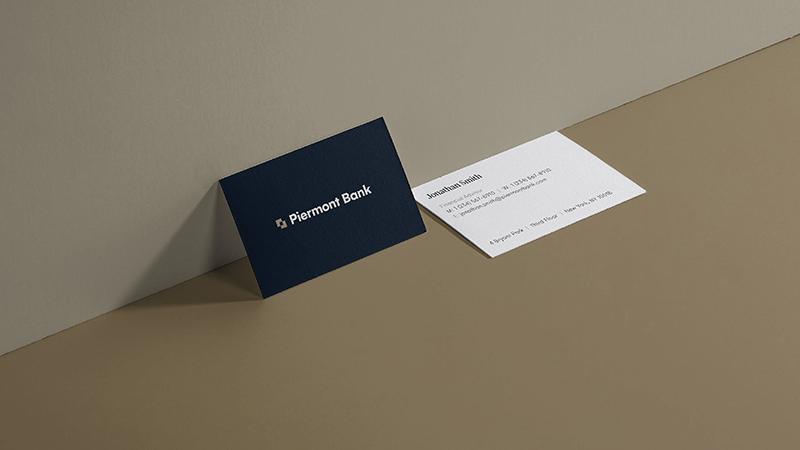 Piermont Bank
Jonathan Smith
Financial Advisor
M: 1 (234) 567-8910 | W: 1 (234) 567-8910
E: jonathan.smith@piermontbank.com
4 Bryant Park | Third Floor | New York, NY 10018